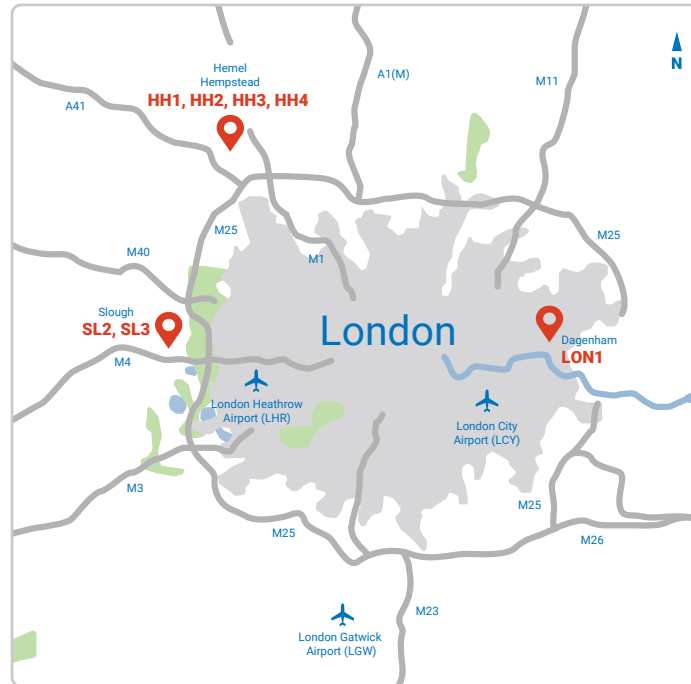 N
A1(M)
M11
Hemel
Hempstead
HH1, HH2, HH3, HH4
A41
M25
M25
M40
M1
Slough
SL2, SL3
London
Dagenham
LON1
M4
London Heathrow
Airport (LHR)
London City
Airport (LCY)
M3
M25
M25
M26
M23
London Gatwick
Airport (LGW)